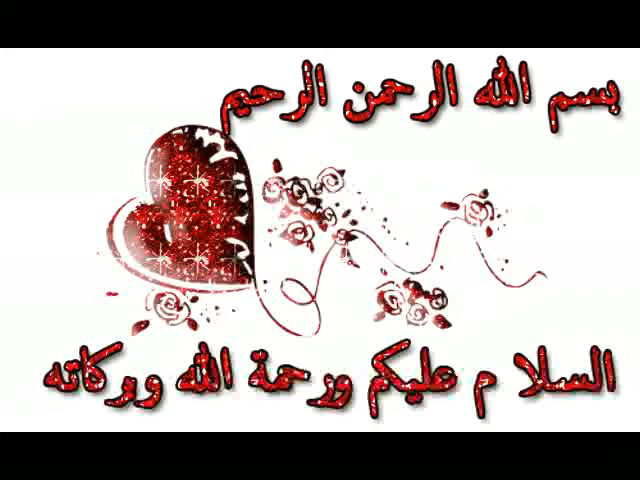 بسم الله الرحمن الرحيم
السلا م عليكم ورحمة الله وبركاته